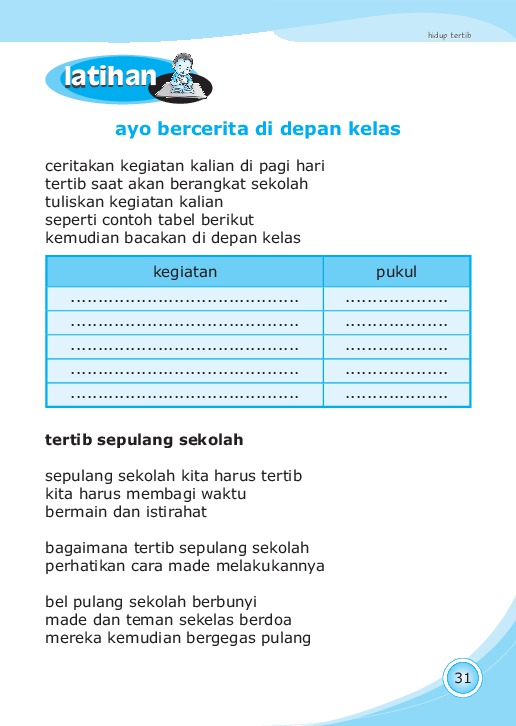 hidup tertib
latihan
ayo bercerita di depan kelas
ceritakan kegiatan kalian di pagi hari
tertib saat akan berangkat sekolah
tuliskan kegiatan kalian
seperti contoh tabel berikut
kemudian bacakan di depan kelas
kegiatan pukul
........................................... ...................
........................................... ...................
........................................... ...................
........................................... ...................
........................................... ...................
tertib sepulang sekolah
sepulang sekolah kita harus tertib
kita harus membagi waktu
bermain dan istirahat
bagaimana tertib sepulang sekolah
perhatikan cara made melakukannya
bel pulang sekolah berbunyi
made dan teman sekelas berdoa
mereka kemudian bergegas pulang
31